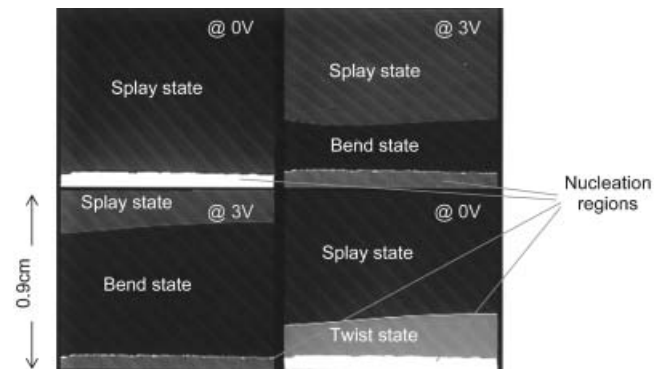 @ 0V
@ 3V
Splay state
Splay state
Bend state
Nucleation
regions
Splay state
@ 3V
@ 0V
Splay state
0.9cm
Bend state
Twist state